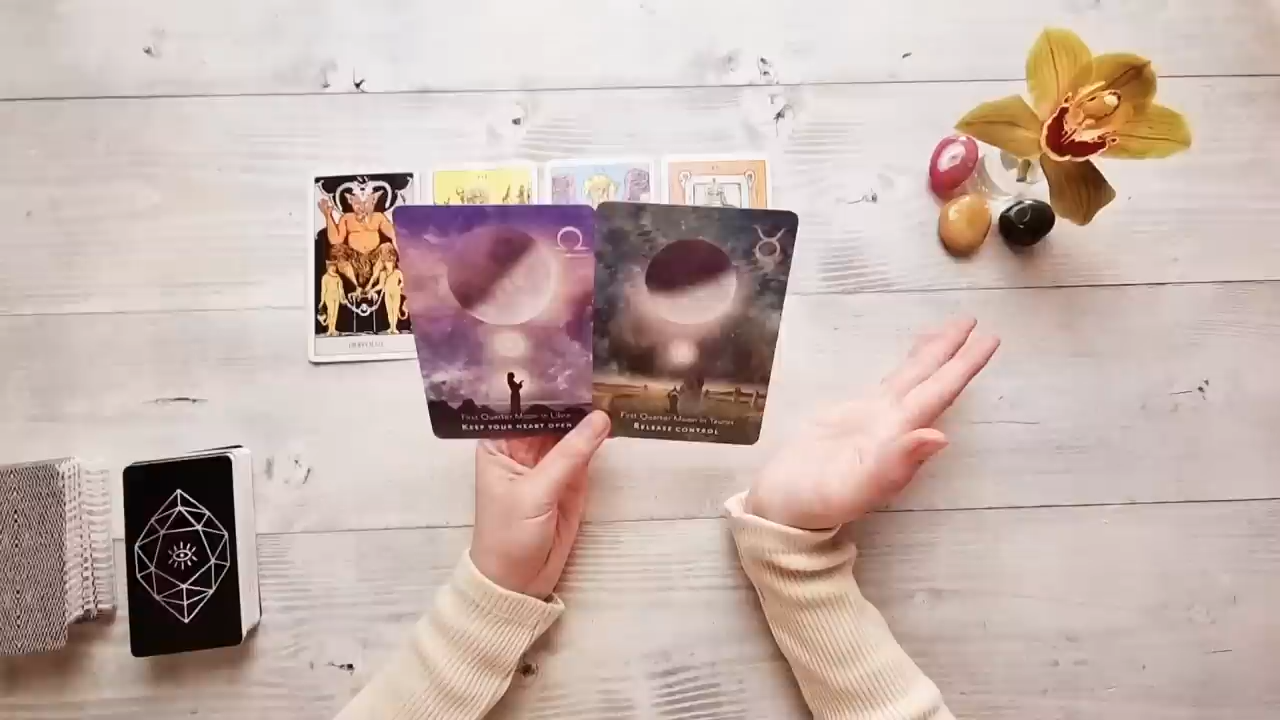 First Quarter Moon in Libra
KEEP YOUR HEART OPEN
First Quarter Moon in Taurus
RELEASE CONTROL